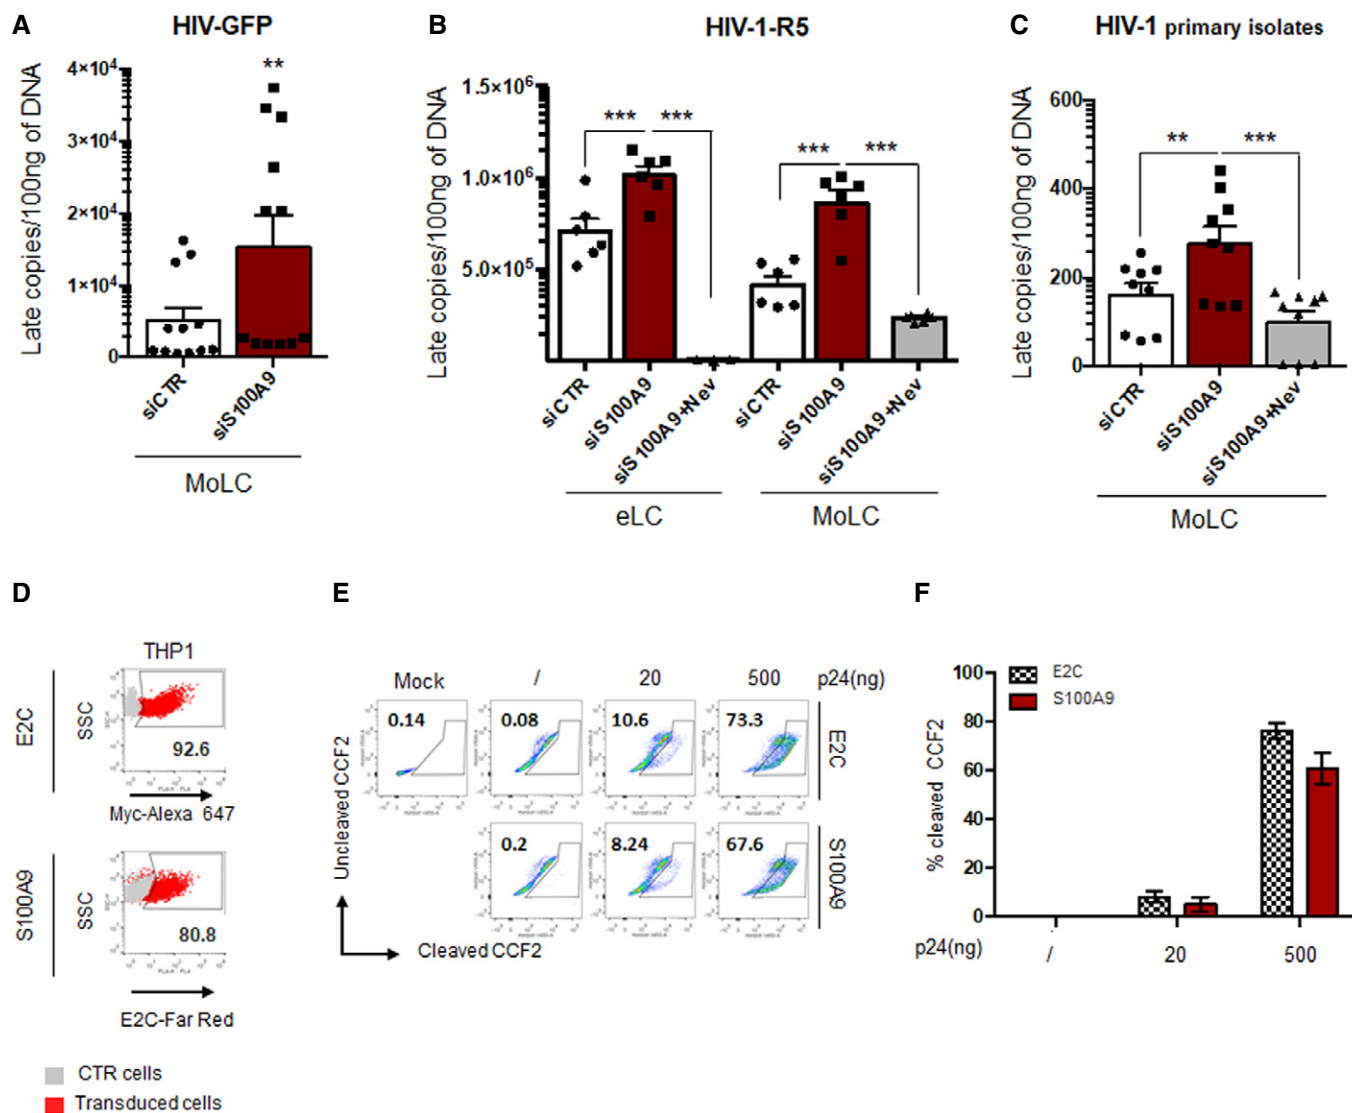 A
HIV-GFP
Late copies/100ng of DNA
4×10⁴
3×10⁴
2×10⁴
1×10⁴
0
**
siCTR
siS100A9
MoLC
B
HIV-1-R5
Late copies/100ng of DNA
1.5×10⁶
1.0×10⁶
5.0×10⁵
*** ***
*** ***
siCTR
siS100A9
siS100A9+Nev
siCTR
siS100A9
siS100A9+Nev
eLC
MoLC
C
HIV-1 primary isolates
Late copies/100ng of DNA
600
400
200
0
** ***
siCTR
siS100A9
siS100A9+Nev
MoLC
D
THP1
E2C
SSC
92.6
Myc-Alexa 647
S100A9
SSC
80.8
E2C-Far Red
CTR cells
Transduced cells
E
Mock / 20 500 p24(ng)
0.14 0.08 10.6 73.3
E2C
0.2 8.24 67.6
S100A9
Uncleaved CCF2
Cleaved CCF2
F
E2C
S100A9
% cleaved CCF2
100
80
60
40
20
0
p24(ng) / 20 500